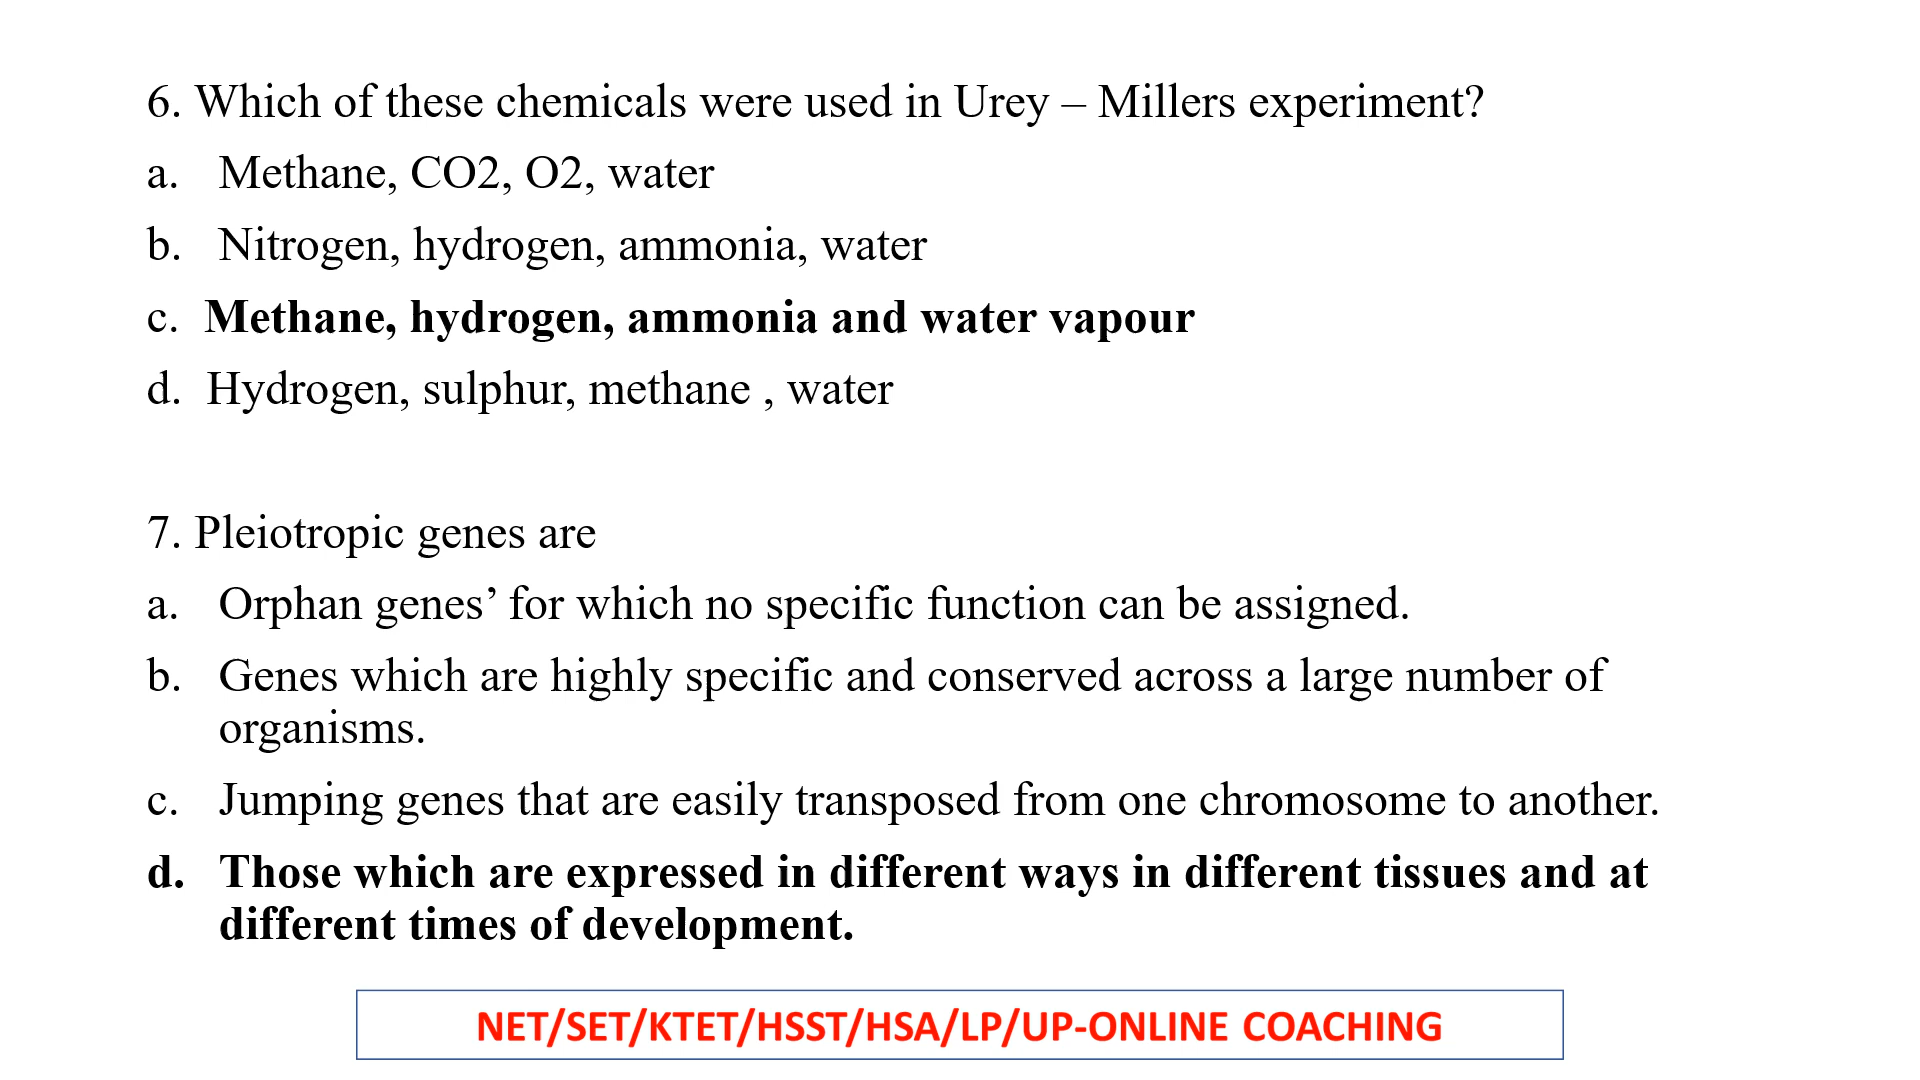 6. Which of these chemicals were used in Urey – Millers experiment?
a. Methane, CO2, O2, water
b. Nitrogen, hydrogen, ammonia, water
c. Methane, hydrogen, ammonia and water vapour
d. Hydrogen, sulphur, methane , water
7. Pleiotropic genes are
a. Orphan genes’ for which no specific function can be assigned.
b. Genes which are highly specific and conserved across a large number of
organisms.
c. Jumping genes that are easily transposed from one chromosome to another.
d. Those which are expressed in different ways in different tissues and at
different times of development.
NET/SET/KTET/HSST/HSA/LP/UP-ONLINE COACHING